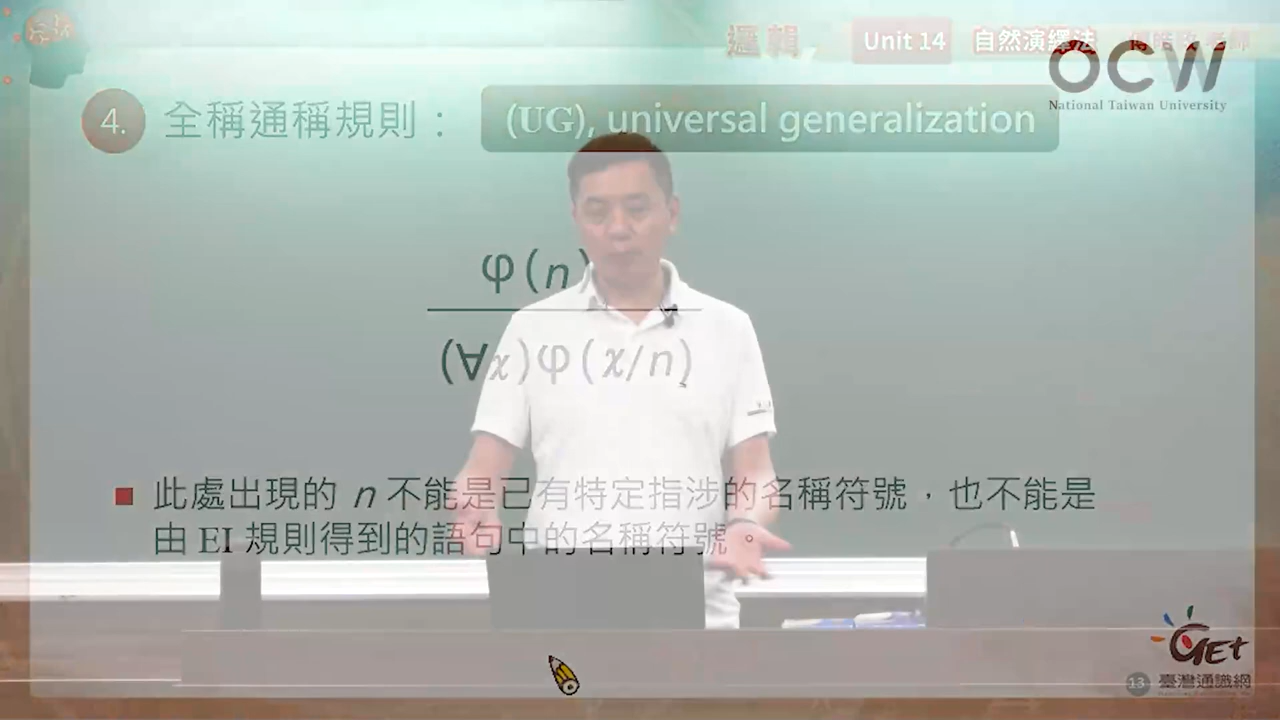 邏輯
Unit 14
自然演繹法
OCW
National Taiwan University
4. 全稱通稱規則： (UG), universal generalization
φ(n)
(∀x)φ(x/n)
此處出現的 n 不能是已有特定指涉的名稱符號，也不能是
由 EI 規則得到的語句中的名稱符號。
GET
13 臺灣通識網